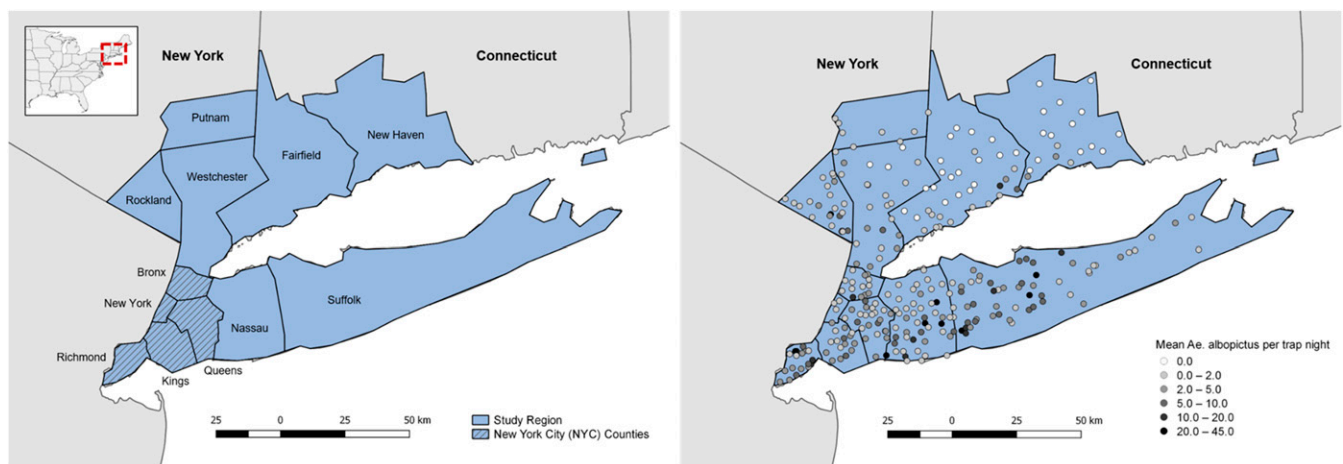 New York
Connecticut
Putnam
New Haven
Fairfield
Westchester
Rockland
Bronx
New York
Suffolk
Nassau
Richmond
Queens
Kings
25 0 25 50 km
Study Region
New York City (NYC) Counties
New York
Connecticut
Mean Ae. albopictus per trap night
0.0
0.0 – 2.0
2.0 – 5.0
5.0 – 10.0
10.0 – 20.0
20.0 – 45.0
25 0 25 50 km